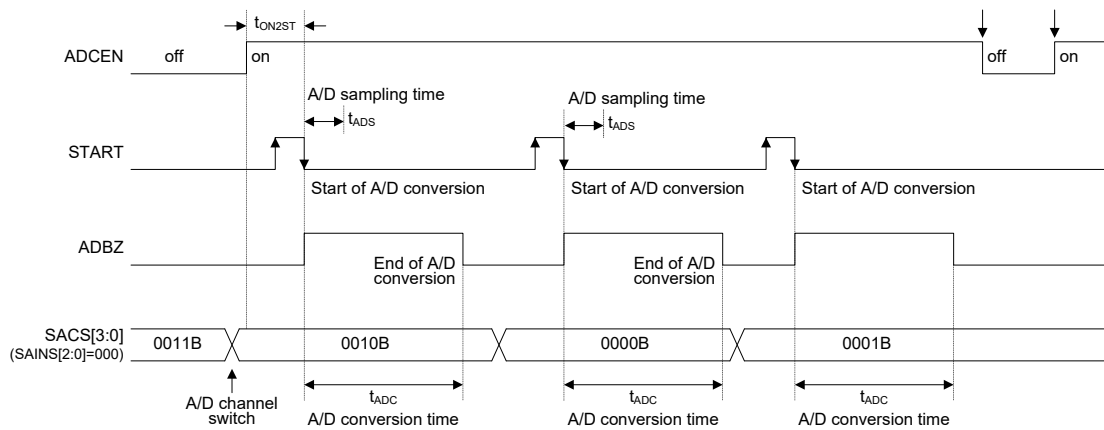 tON2ST
ADCEN
off
on
off
on
A/D sampling time
tADS
A/D sampling time
tADS
START
Start of A/D conversion
Start of A/D conversion
Start of A/D conversion
ADBZ
End of A/D
conversion
End of A/D
conversion
SACS[3:0]
(SAINS[2:0]=000)
0011B
0010B
0000B
0001B
A/D channel
switch
tADC
A/D conversion time
tADC
A/D conversion time
tADC
A/D conversion time